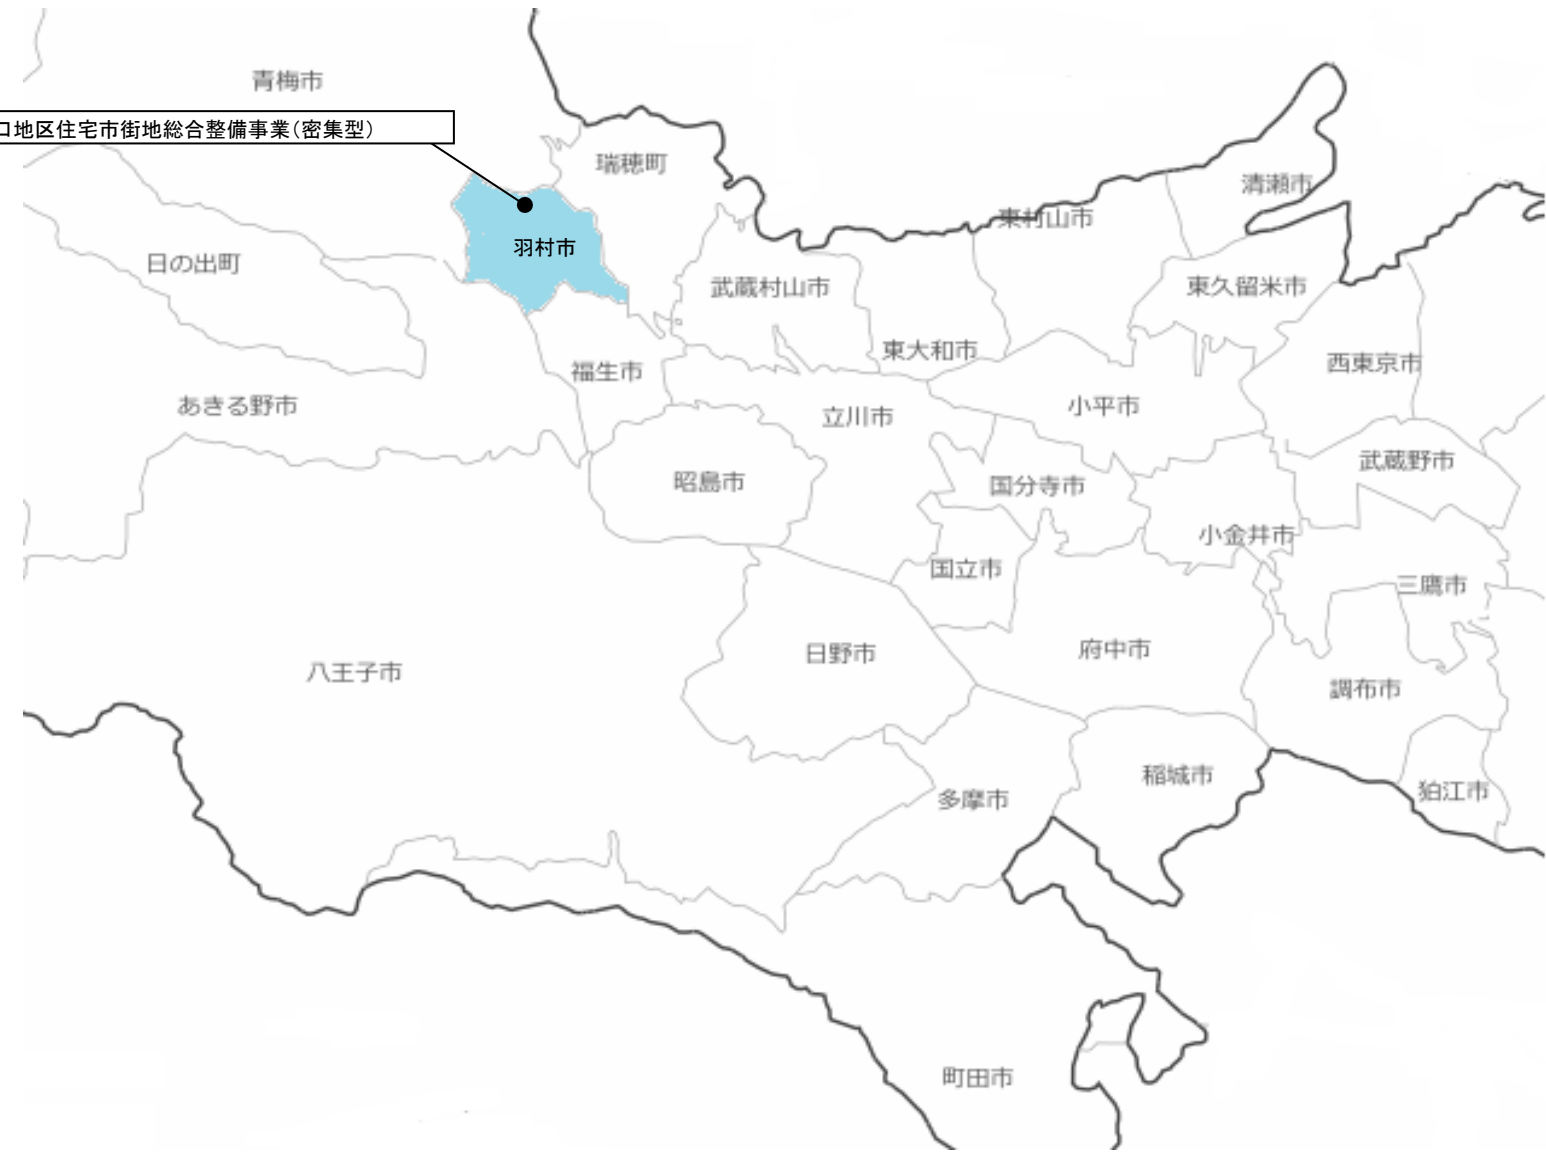 青梅市
口地区住宅市街地総合整備事業（密集型）
瑞穂町
清瀬市
東村山市
羽村市
日の出町
武蔵村山市
東久留米市
東大和市
西東京市
福生市
あきる野市
立川市
小平市
武蔵野市
昭島市
国分寺市
小金井市
国立市
三鷹市
八王子市
日野市
府中市
調布市
稲城市
多摩市
狛江市
町田市